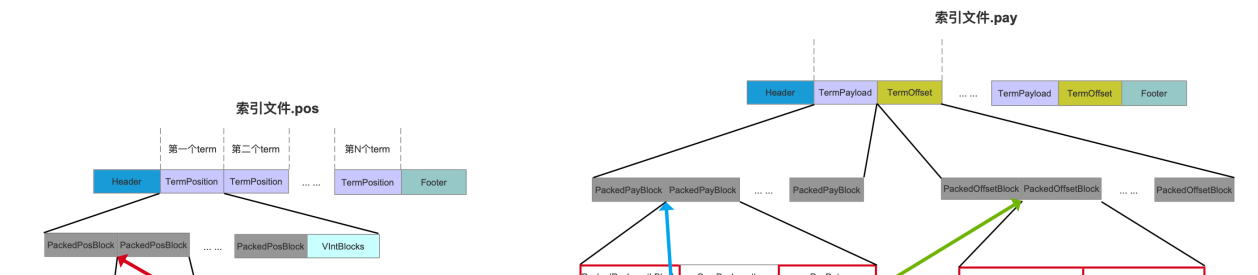 索引文件.pay
Header TermPayload TermOffset ... ... TermPayload TermOffset Footer
索引文件.pos
第一个term 第二个term 第N个term
Header TermPosition TermPosition ... ... TermPosition Footer
PackedPayBlock PackedPayBlock ... ... PackedPayBlock
PackedOffsetBlock PackedOffsetBlock ... ... PackedOffsetBlock
PackedPosBlock PackedPosBlock ... ... PackedPosBlock VIntBlocks